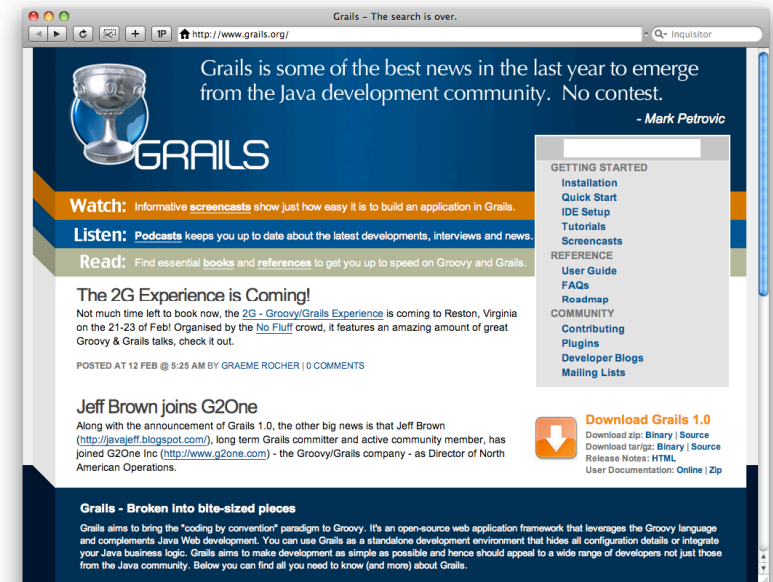 Grails – The search is over.
1P
http://www.grails.org/
Inquisitor
Grails is some of the best news in the last year to emerge
from the Java development community. No contest.
- Mark Petrovic
GRAILS
Watch: Informative screencasts show just how easy it is to build an application in Grails.
Listen: Podcasts keeps you up to date about the latest developments, interviews and news.
Read: Find essential books and references to get you up to speed on Groovy and Grails.
GETTING STARTED
Installation
Quick Start
IDE Setup
Tutorials
Screencasts
REFERENCE
User Guide
FAQs
Roadmap
COMMUNITY
Contributing
Plugins
Developer Blogs
Mailing Lists
The 2G Experience is Coming!
Not much time left to book now, the 2G - Groovy/Grails Experience is coming to Reston, Virginia
on the 21-23 of Feb! Organised by the No Fluff crowd, it features an amazing amount of great
Groovy & Grails talks, check it out.
POSTED AT 12 FEB @ 5:25 AM BY GRAEME ROCHER | 0 COMMENTS
Jeff Brown joins G2One
Along with the announcement of Grails 1.0, the other big news is that Jeff Brown
(http://javajeff.blogspot.com/), long term Grails committer and active community member, has
joined G2One Inc (http://www.g2one.com) - the Groovy/Grails company - as Director of North
American Operations.
Download Grails 1.0
Download zip: Binary | Source
Download tar/gz: Binary | Source
Release Notes: HTML
User Documentation: Online | Zip
Grails - Broken into bite-sized pieces
Grails aims to bring the "coding by convention" paradigm to Groovy. It's an open-source web application framework that leverages the Groovy language
and complements Java Web development. You can use Grails as a standalone development environment that hides all configuration details or integrate
your Java business logic. Grails aims to make development as simple as possible and hence should appeal to a wide range of developers not just those
from the Java community. Below you can find all you need to know (and more) about Grails.